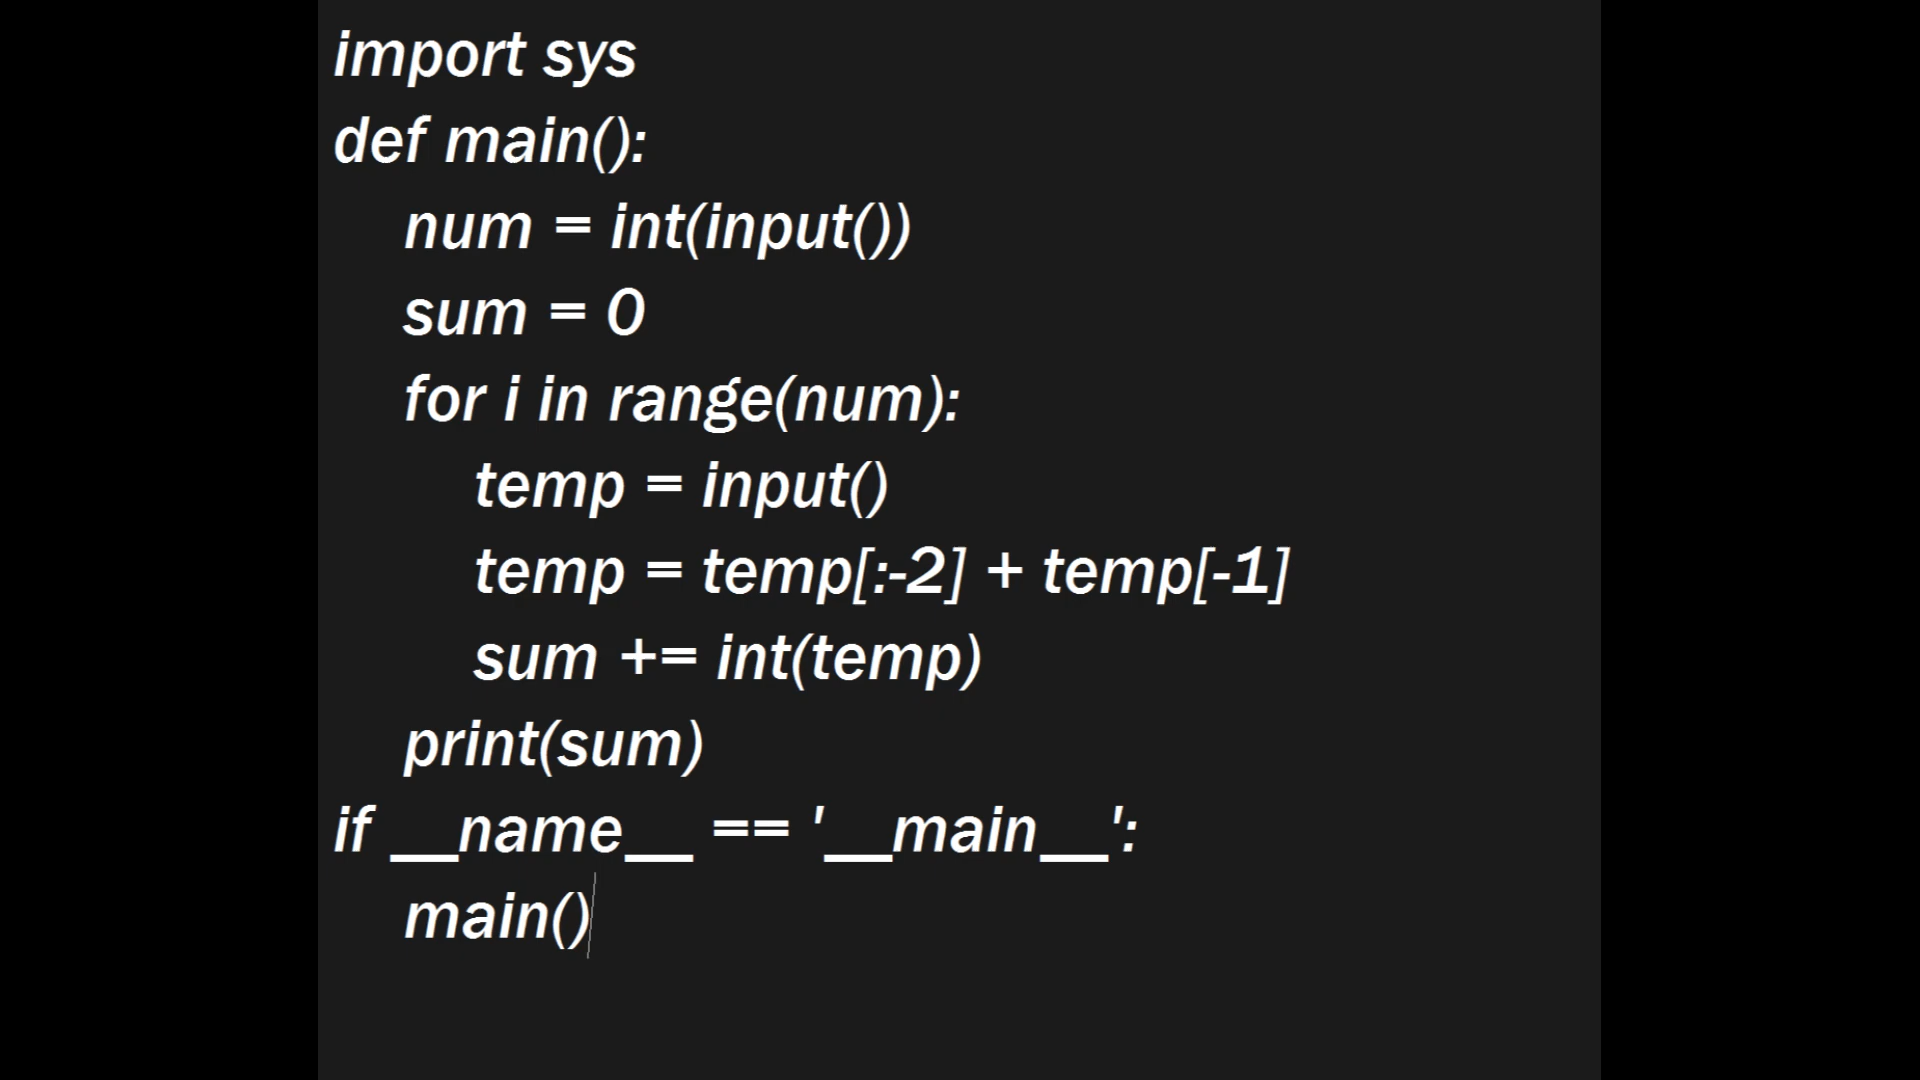 import sys
def main():
num = int(input())
sum = 0
for i in range(num):
temp = input()
temp = temp[:-2] + temp[-1]
sum += int(temp)
print(sum)
if __name__ == '__main__':
main()